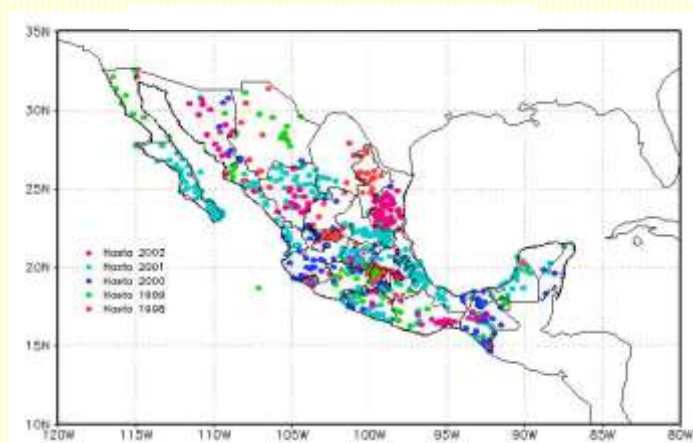 35N
30N
25N
Hasta 2002
Hasta 2001
20N
Hasta 2000
Hasta 1999
Hasta 1998
15N
10N
120W 115W 110W 105W 100W 95W 90W 85W 80W